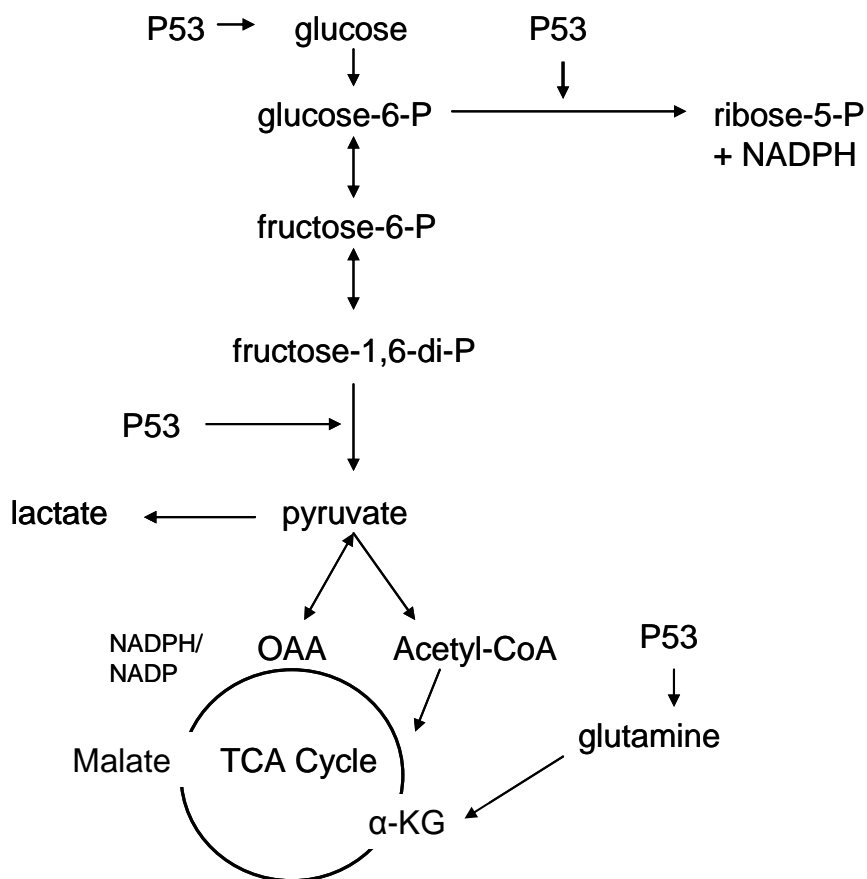 P53
glucose
P53
glucose-6-P
ribose-5-P
+ NADPH
fructose-6-P
fructose-1,6-di-P
P53
lactate
pyruvate
NADPH/
NADP
OAA
Acetyl-CoA
P53
Malate
TCA Cycle
glutamine
α-KG